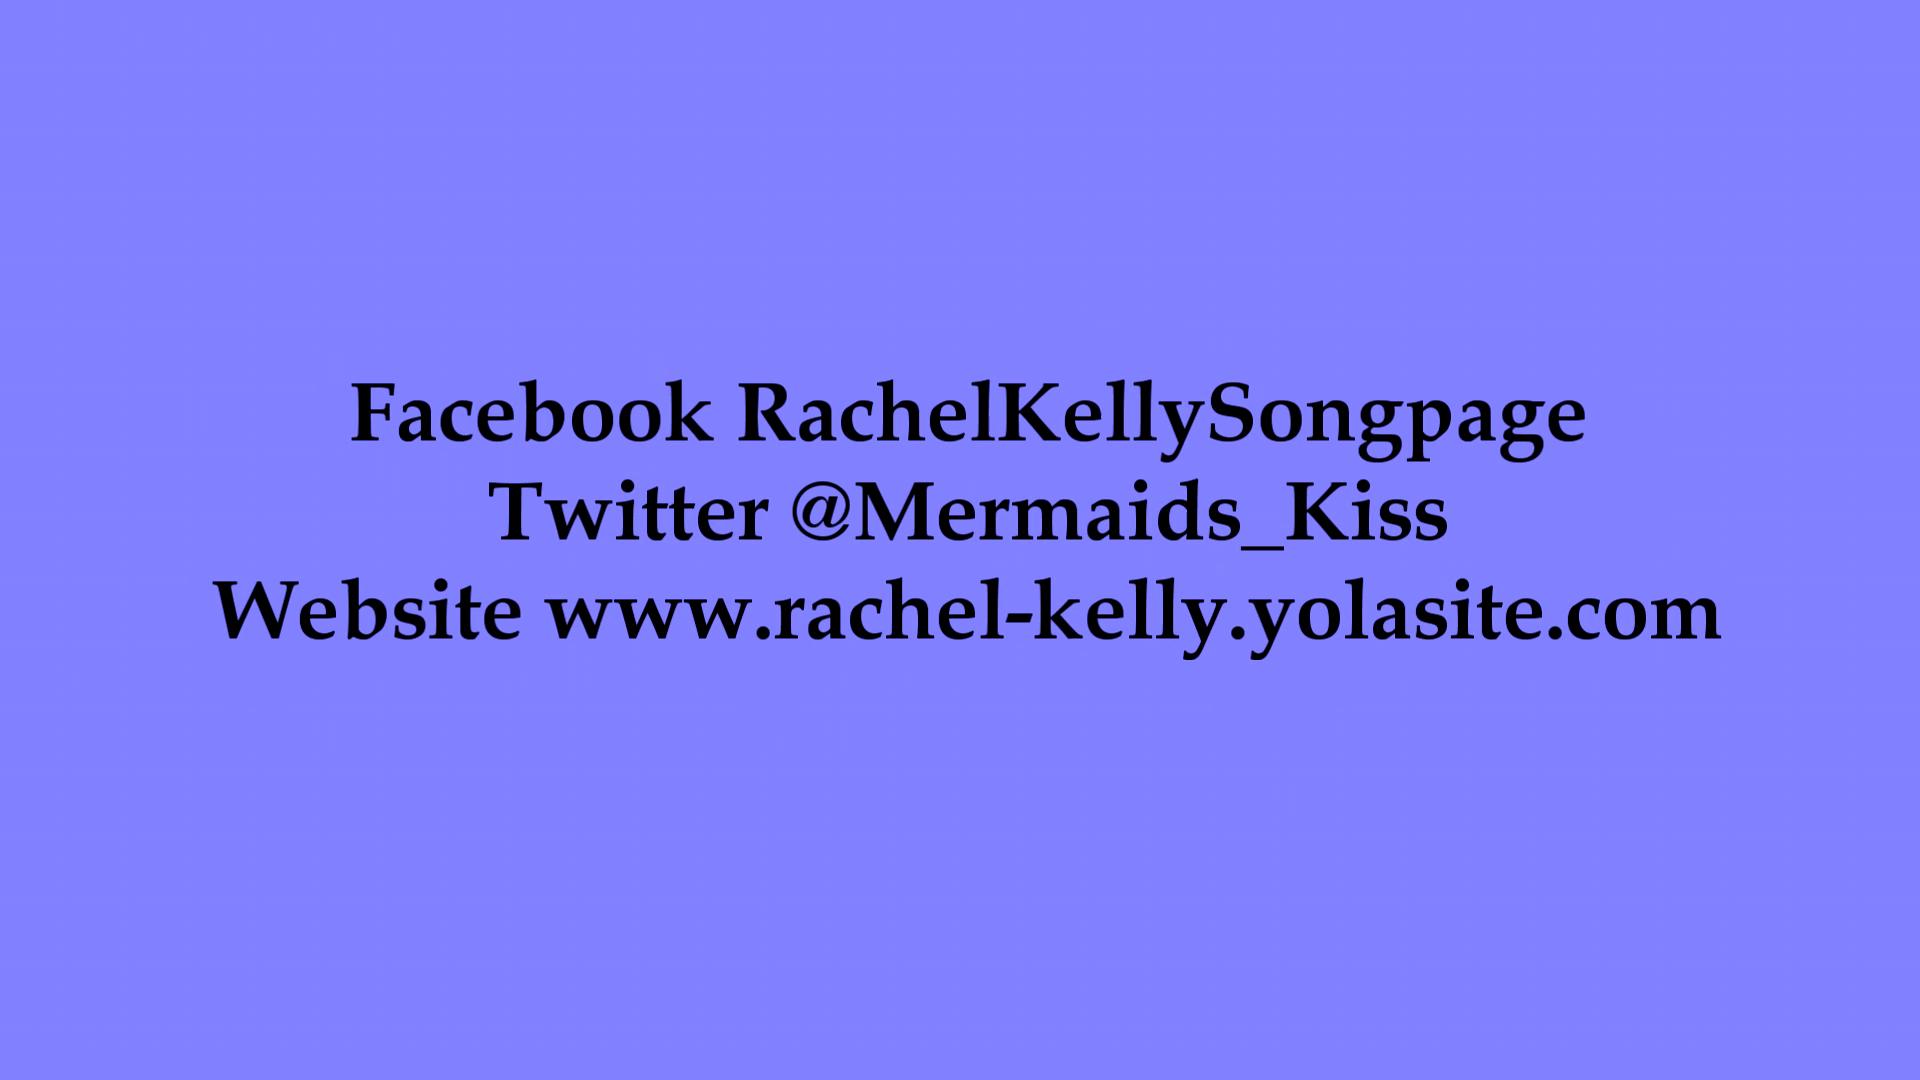 Facebook RachelKellySongpage
Twitter @Mermaids_Kiss
Website www.rachel-kelly.yolasite.com